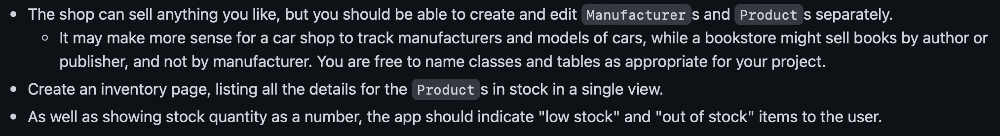 • The shop can sell anything you like, but you should be able to create and edit Manufacturers and Products separately.
◦ It may make more sense for a car shop to track manufacturers and models of cars, while a bookstore might sell books by author or
publisher, and not by manufacturer. You are free to name classes and tables as appropriate for your project.
• Create an inventory page, listing all the details for the Products in stock in a single view.
• As well as showing stock quantity as a number, the app should indicate "low stock" and "out of stock" items to the user.